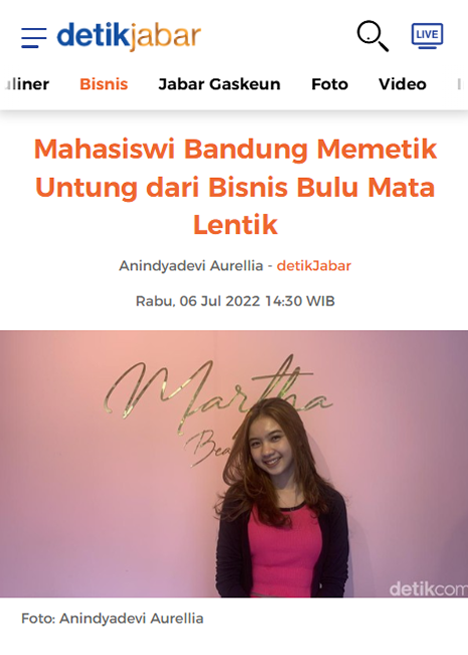 detikjabar
LIVE
liner Bisnis Jabar Gaskeun Foto Video
Mahasiswi Bandung Memetik
Untung dari Bisnis Bulu Mata
Lentik
Anindyadevi Aurellia - detikJabar
Rabu, 06 Jul 2022 14:30 WIB
Martha
Bea
detikcom
Foto: Anindyadevi Aurellia